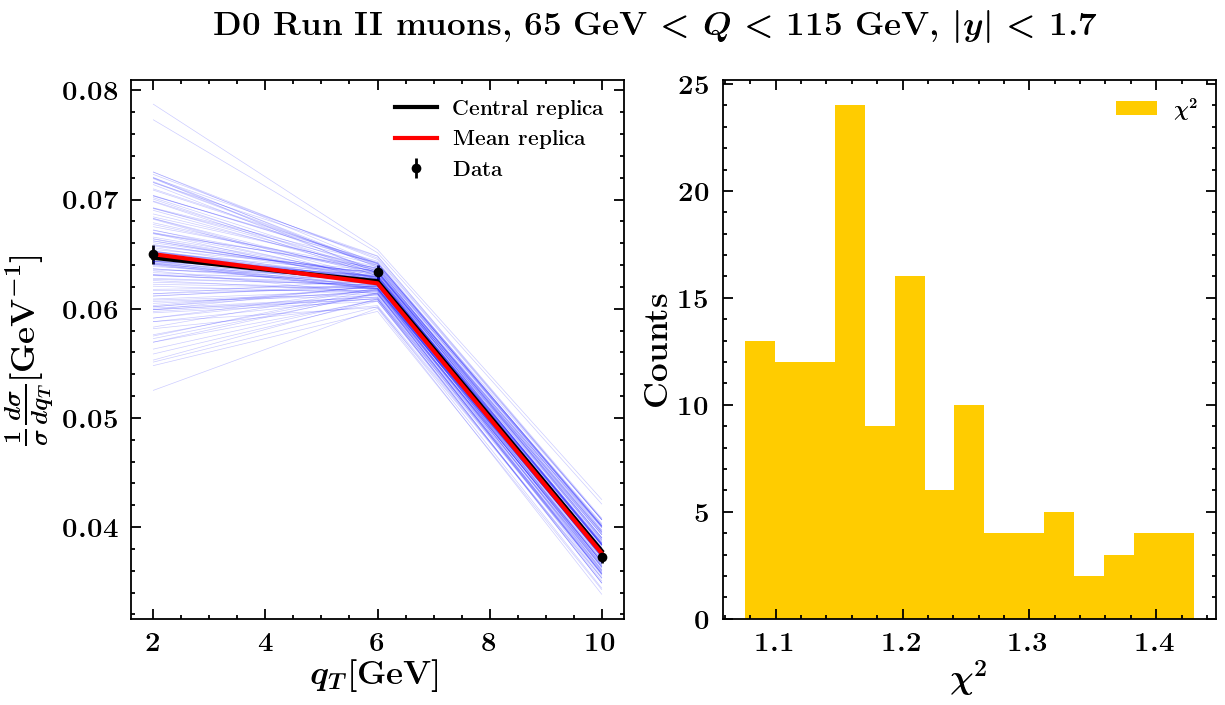 D0 Run II muons, 65 GeV < Q < 115 GeV, |y| < 1.7
0.08
0.07
0.06
0.05
0.04
2
4
6
8
10
1/σ dσ/dq_T [GeV⁻¹]
q_T [GeV]
Central replica
Mean replica
Data
25
20
15
10
5
0
1.1
1.2
1.3
1.4
Counts
χ²
χ²